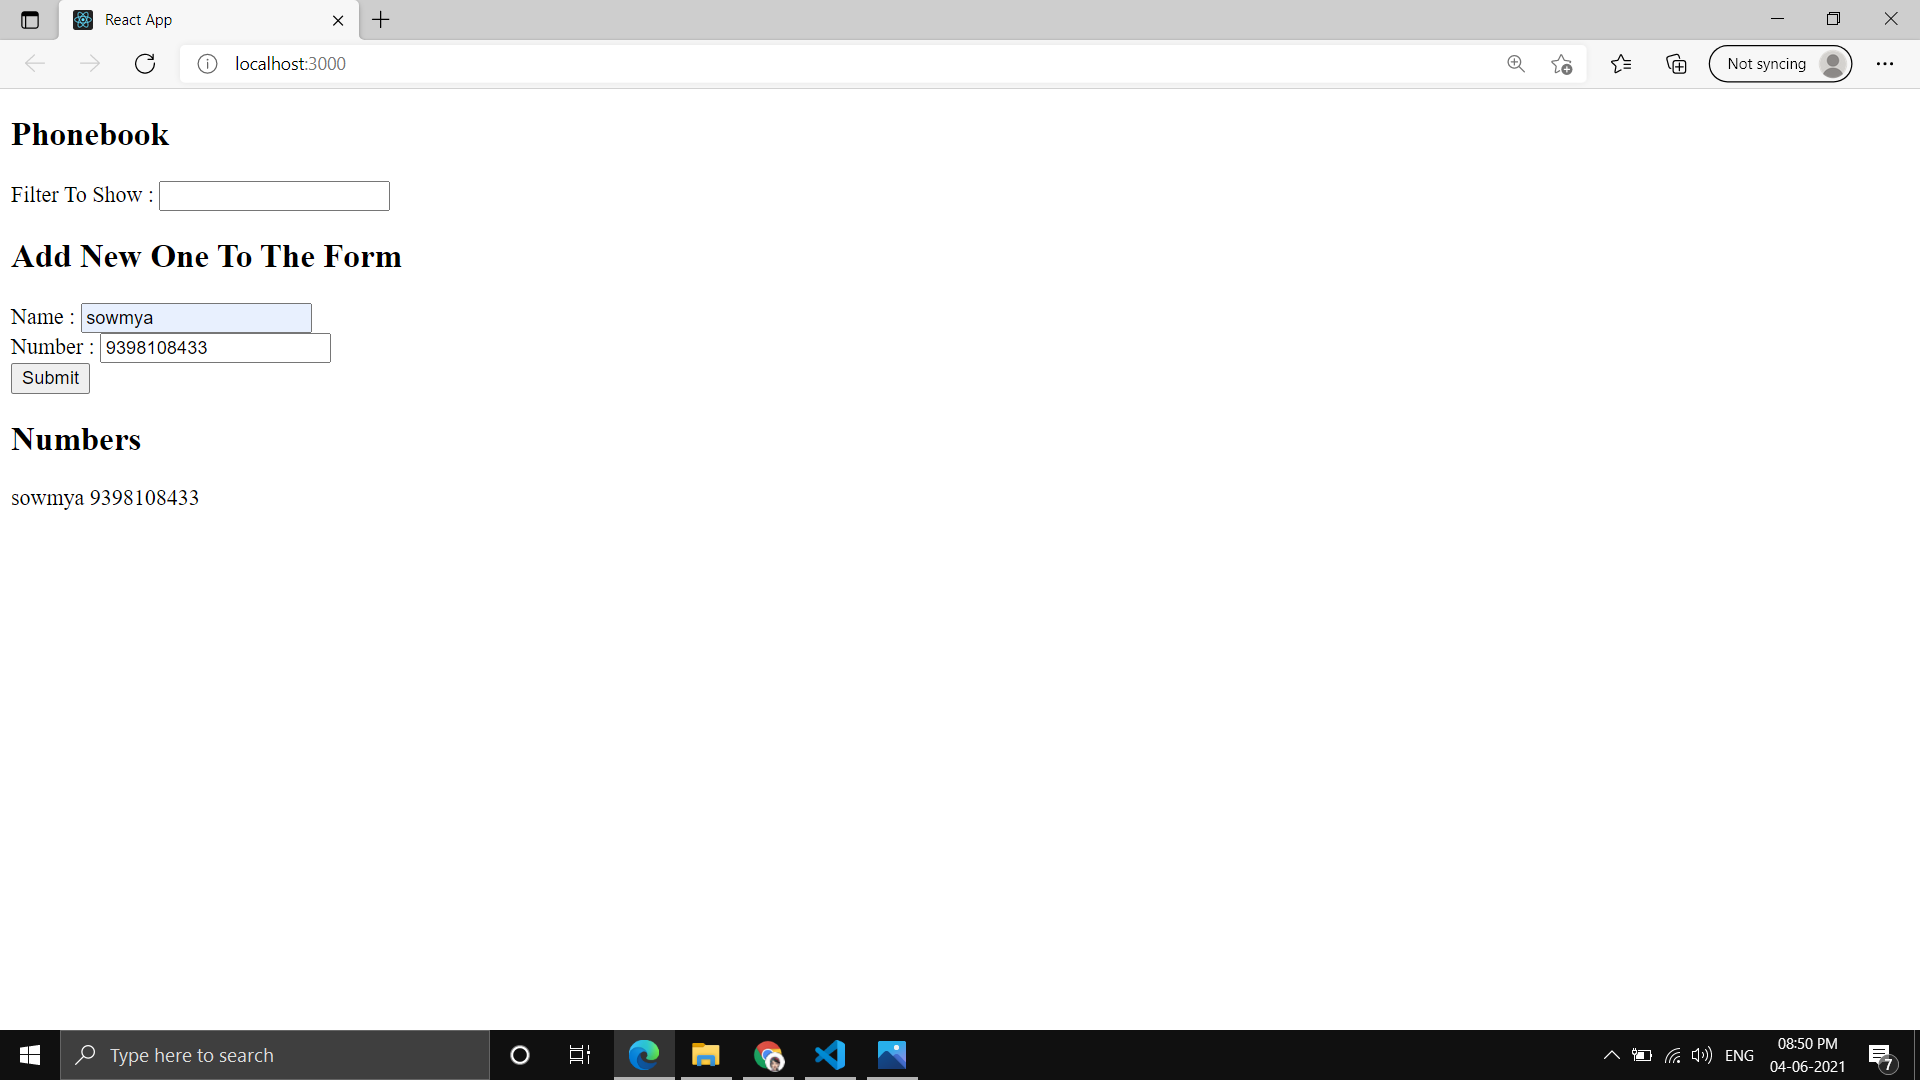 React App
localhost:3000
Not syncing
Phonebook
Filter To Show :
Add New One To The Form
Name : sowmya
Number : 9398108433
Submit
Numbers
sowmya 9398108433
Type here to search
ENG
08:50 PM
04-06-2021
7